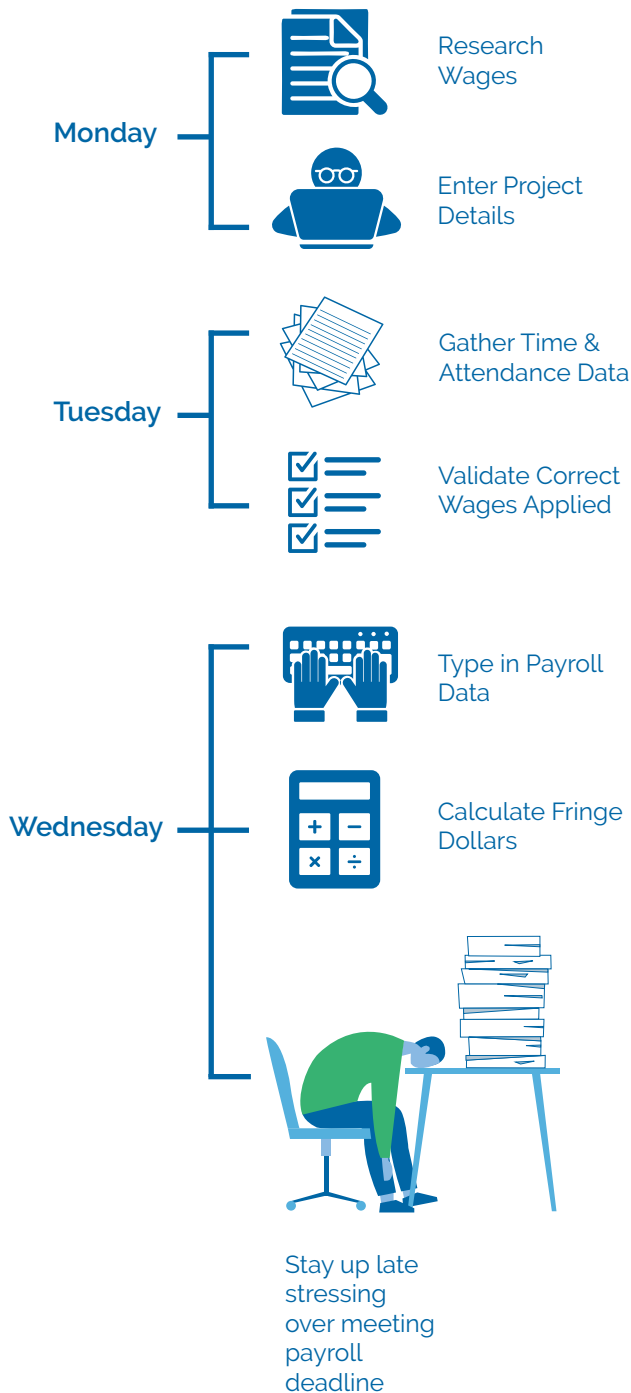 Monday
Research
Wages
Enter Project
Details
Tuesday
Gather Time &
Attendance Data
Validate Correct
Wages Applied
Wednesday
Type in Payroll
Data
Calculate Fringe
Dollars
Stay up late
stressing
over meeting
payroll
deadline